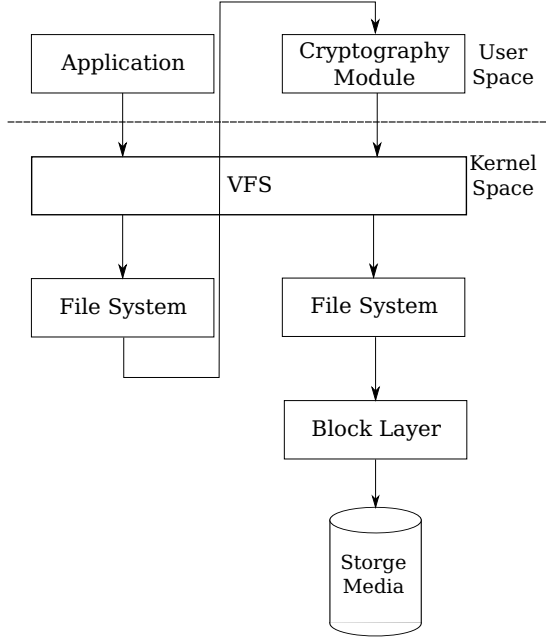 Application
Cryptography
Module
User
Space
VFS
Kernel
Space
File System
File System
Block Layer
Storge
Media